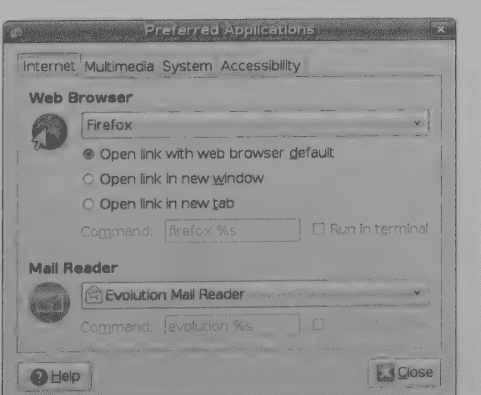 Preferred Applications
Internet Multimedia System Accessibility
Web Browser
Firefox
Open link with web browser default
Open link in new window
Open link in new tab
Command: firefox %s Run in terminal
Mail Reader
Evolution Mail Reader
Command: evolution %s
Help Close